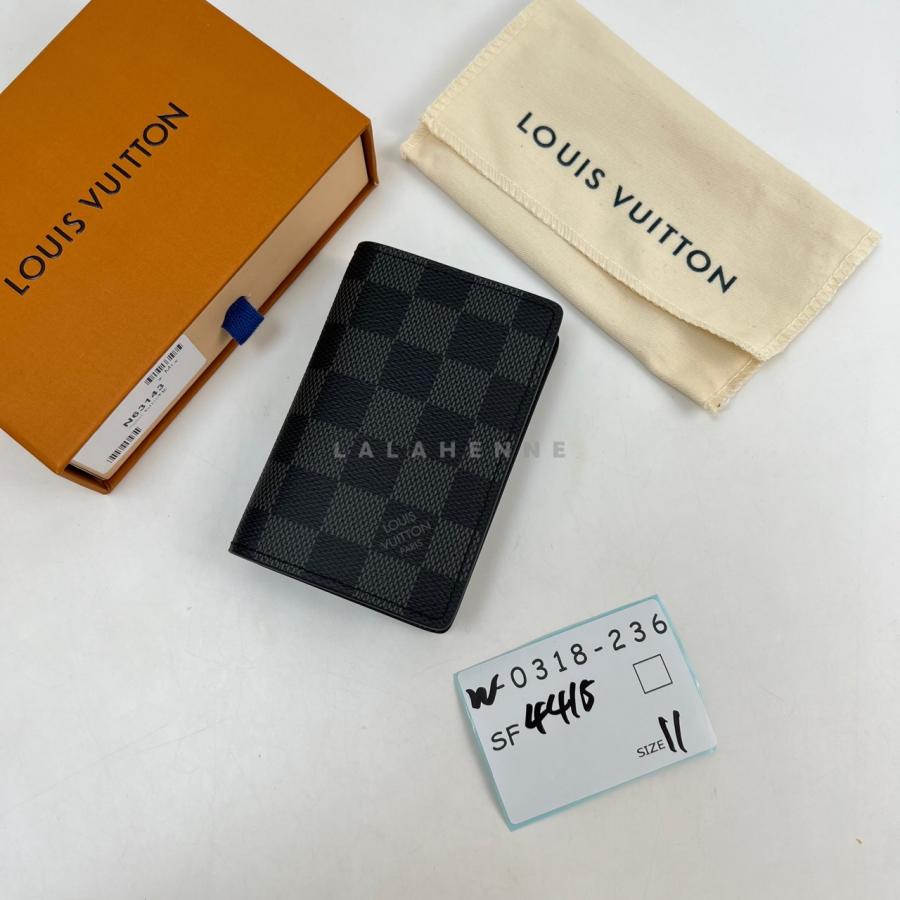 LOUIS VUITTON
LOUIS VUITTON
N63143
LALAHENNE
LOUIS
VUITTON
PARIS
W-0318-236
SF 4415
SIZE 11